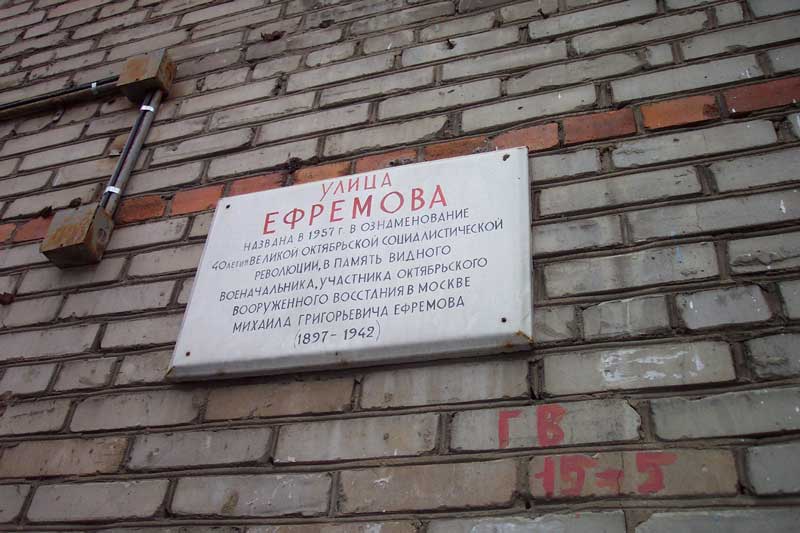 УЛИЦА
ЕФРЕМОВА
НАЗВАНА В 1957 Г. В ОЗНАМЕНОВАНИЕ
40ЛЕТИЯ ВЕЛИКОЙ ОКТЯБРЬСКОЙ СОЦИАЛИСТИЧЕСКОЙ
РЕВОЛЮЦИИ, В ПАМЯТЬ ВИДНОГО
ВОЕНАЧАЛЬНИКА, УЧАСТНИКА ОКТЯБРЬСКОГО
ВООРУЖЕННОГО ВОССТАНИЯ В МОСКВЕ
МИХАИЛА ГРИГОРЬЕВИЧА ЕФРЕМОВА
(1897-1942)
ГВ
15-5